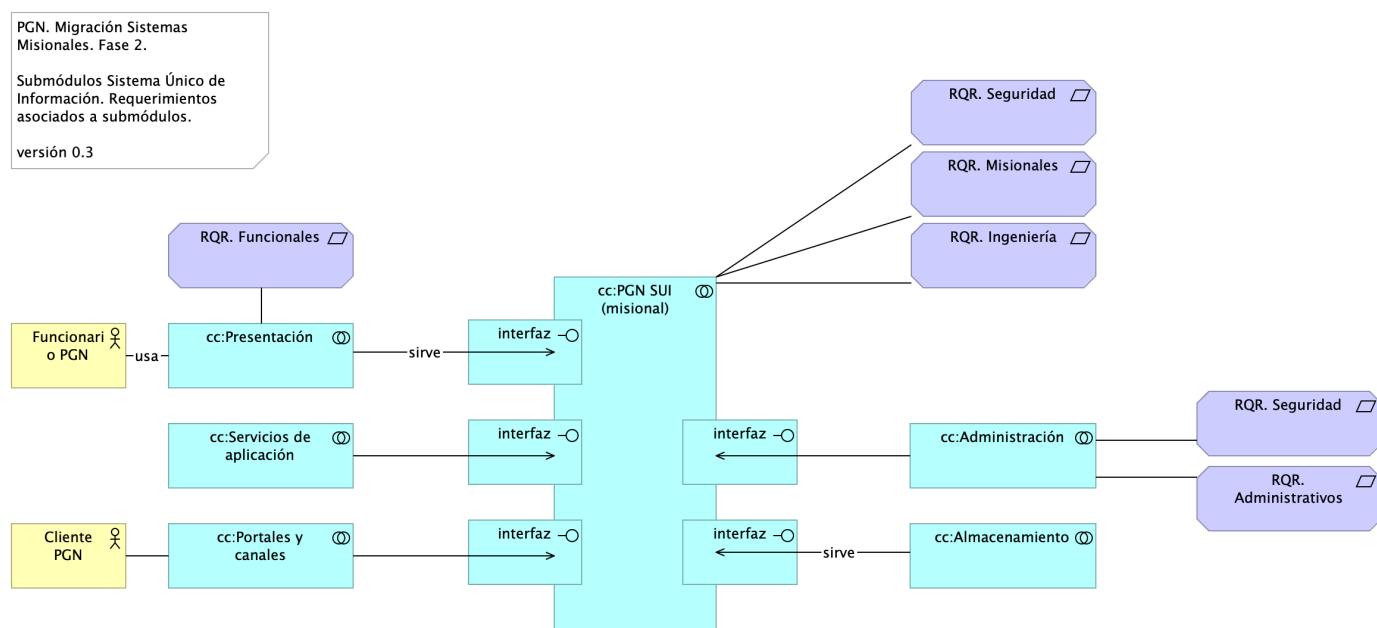 PGN. Migración Sistemas
Misionales. Fase 2.
Submódulos Sistema Único de
Información. Requerimientos
asociados a submódulos.
versión 0.3
RQR. Seguridad
RQR. Misionales
RQR. Ingeniería
RQR. Funcionales
cc:PGN SUI
(misional)
Funcionari
o PGN
usa
cc:Presentación
sirve
interfaz
cc:Servicios de
aplicación
interfaz
interfaz
cc:Administración
RQR. Seguridad
RQR.
Administrativos
Cliente
PGN
cc:Portales y
canales
interfaz
interfaz
sirve
cc:Almacenamiento